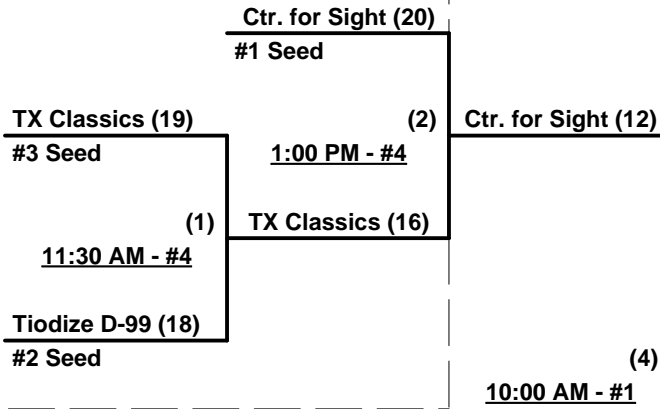 Ctr. for Sight (20)
#1 Seed
TX Classics (19)
(2)
Ctr. for Sight (12)
#3 Seed
1:00 PM - #4
(1)
TX Classics (16)
11:30 AM - #4
Tiodize D-99 (18)
#2 Seed
(4)
10:00 AM - #1